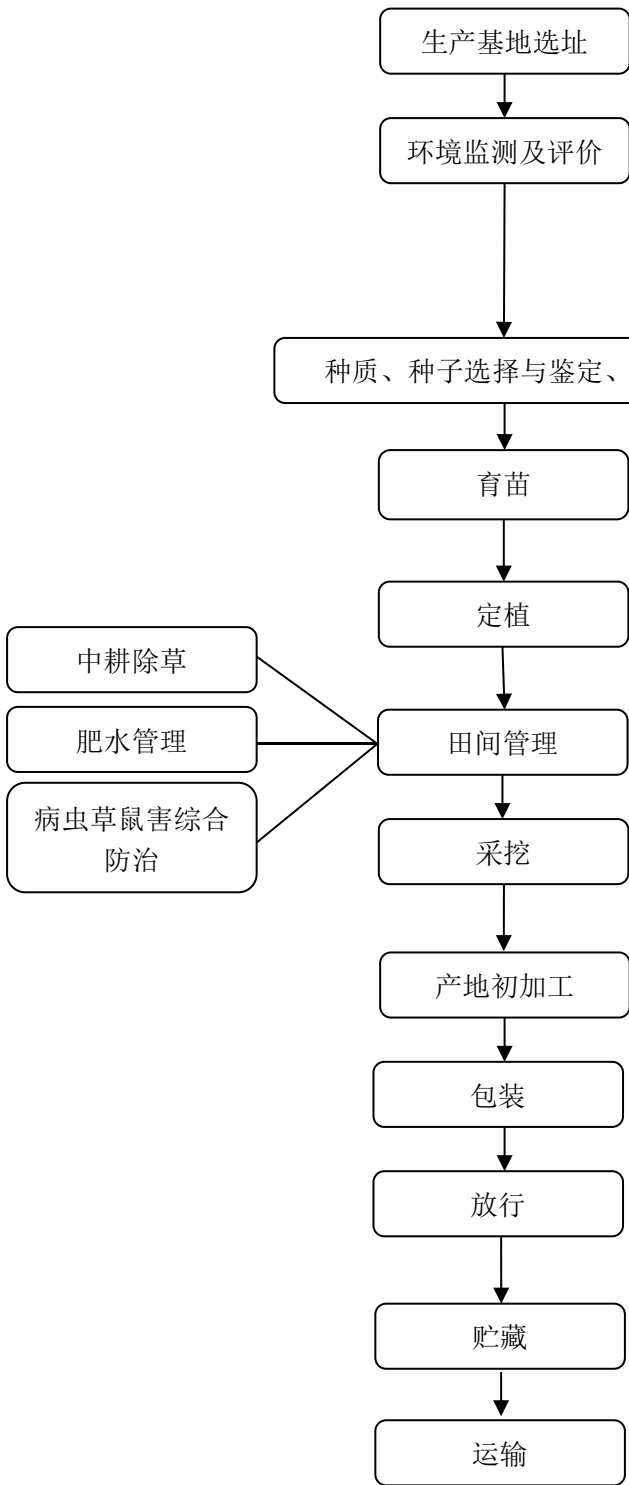 生产基地选址
环境监测及评价
种质、种子选择与鉴定、
育苗
定植
中耕除草
肥水管理
田间管理
病虫草鼠害综合
防治
采挖
产地初加工
包装
放行
贮藏
运输